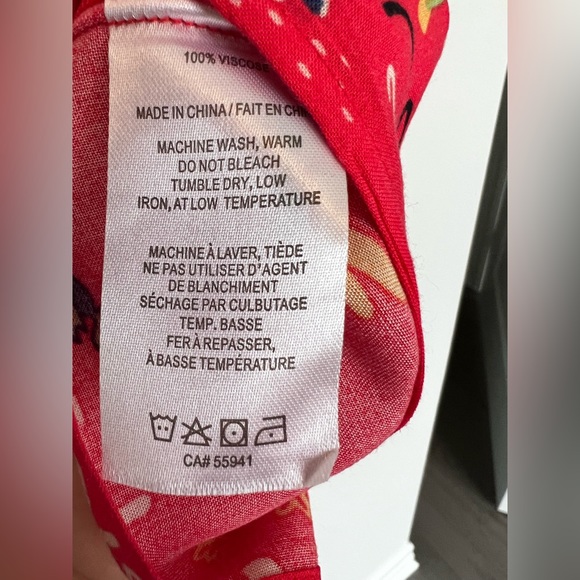 100% VISCOSE
MADE IN CHINA / FAIT EN
MACHINE WASH, WARM
DO NOT BLEACH
TUMBLE DRY, LOW
IRON, AT LOW TEMPERATURE
MACHINE À LAVER, TIÈDE
NE PAS UTILISER D'AGENT
DE BLANCHIMENT
SÉCHAGE PAR CULBUTAGE
TEMP. BASSE
FER À REPASSER,
À BASSE TEMPÉRATURE
CA# 55941